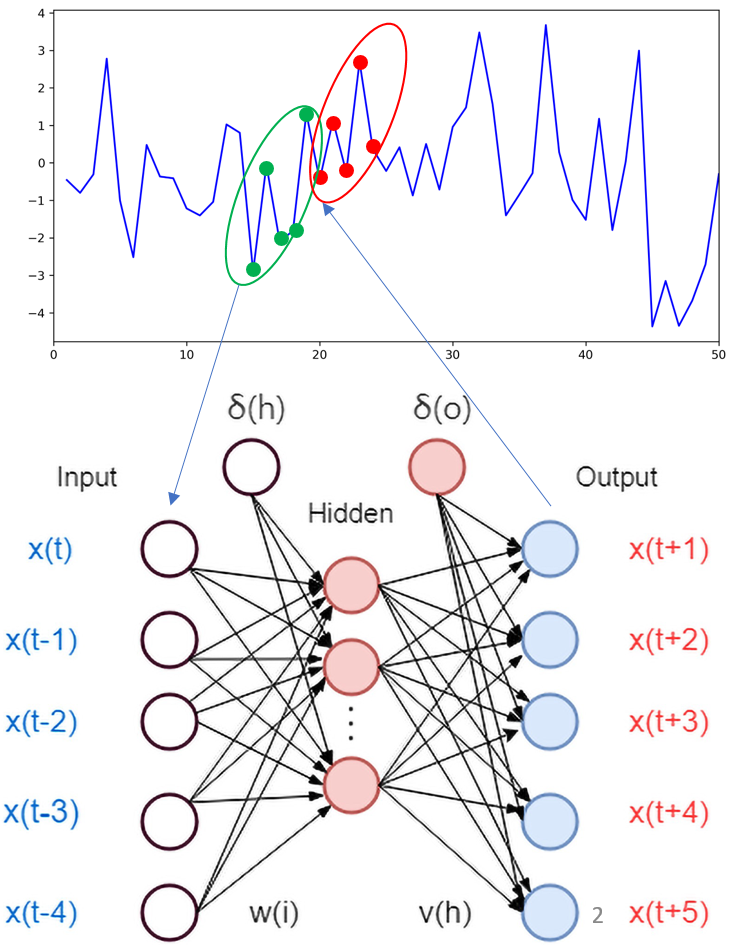 4
3
2
1
0
−1
−2
−3
−4
0 10 20 30 40 50
δ(h) δ(o)
Input Output
Hidden
x(t) x(t+1)
x(t-1) x(t+2)
x(t-2) x(t+3)
x(t-3) x(t+4)
x(t-4) w(i) v(h) 2 x(t+5)